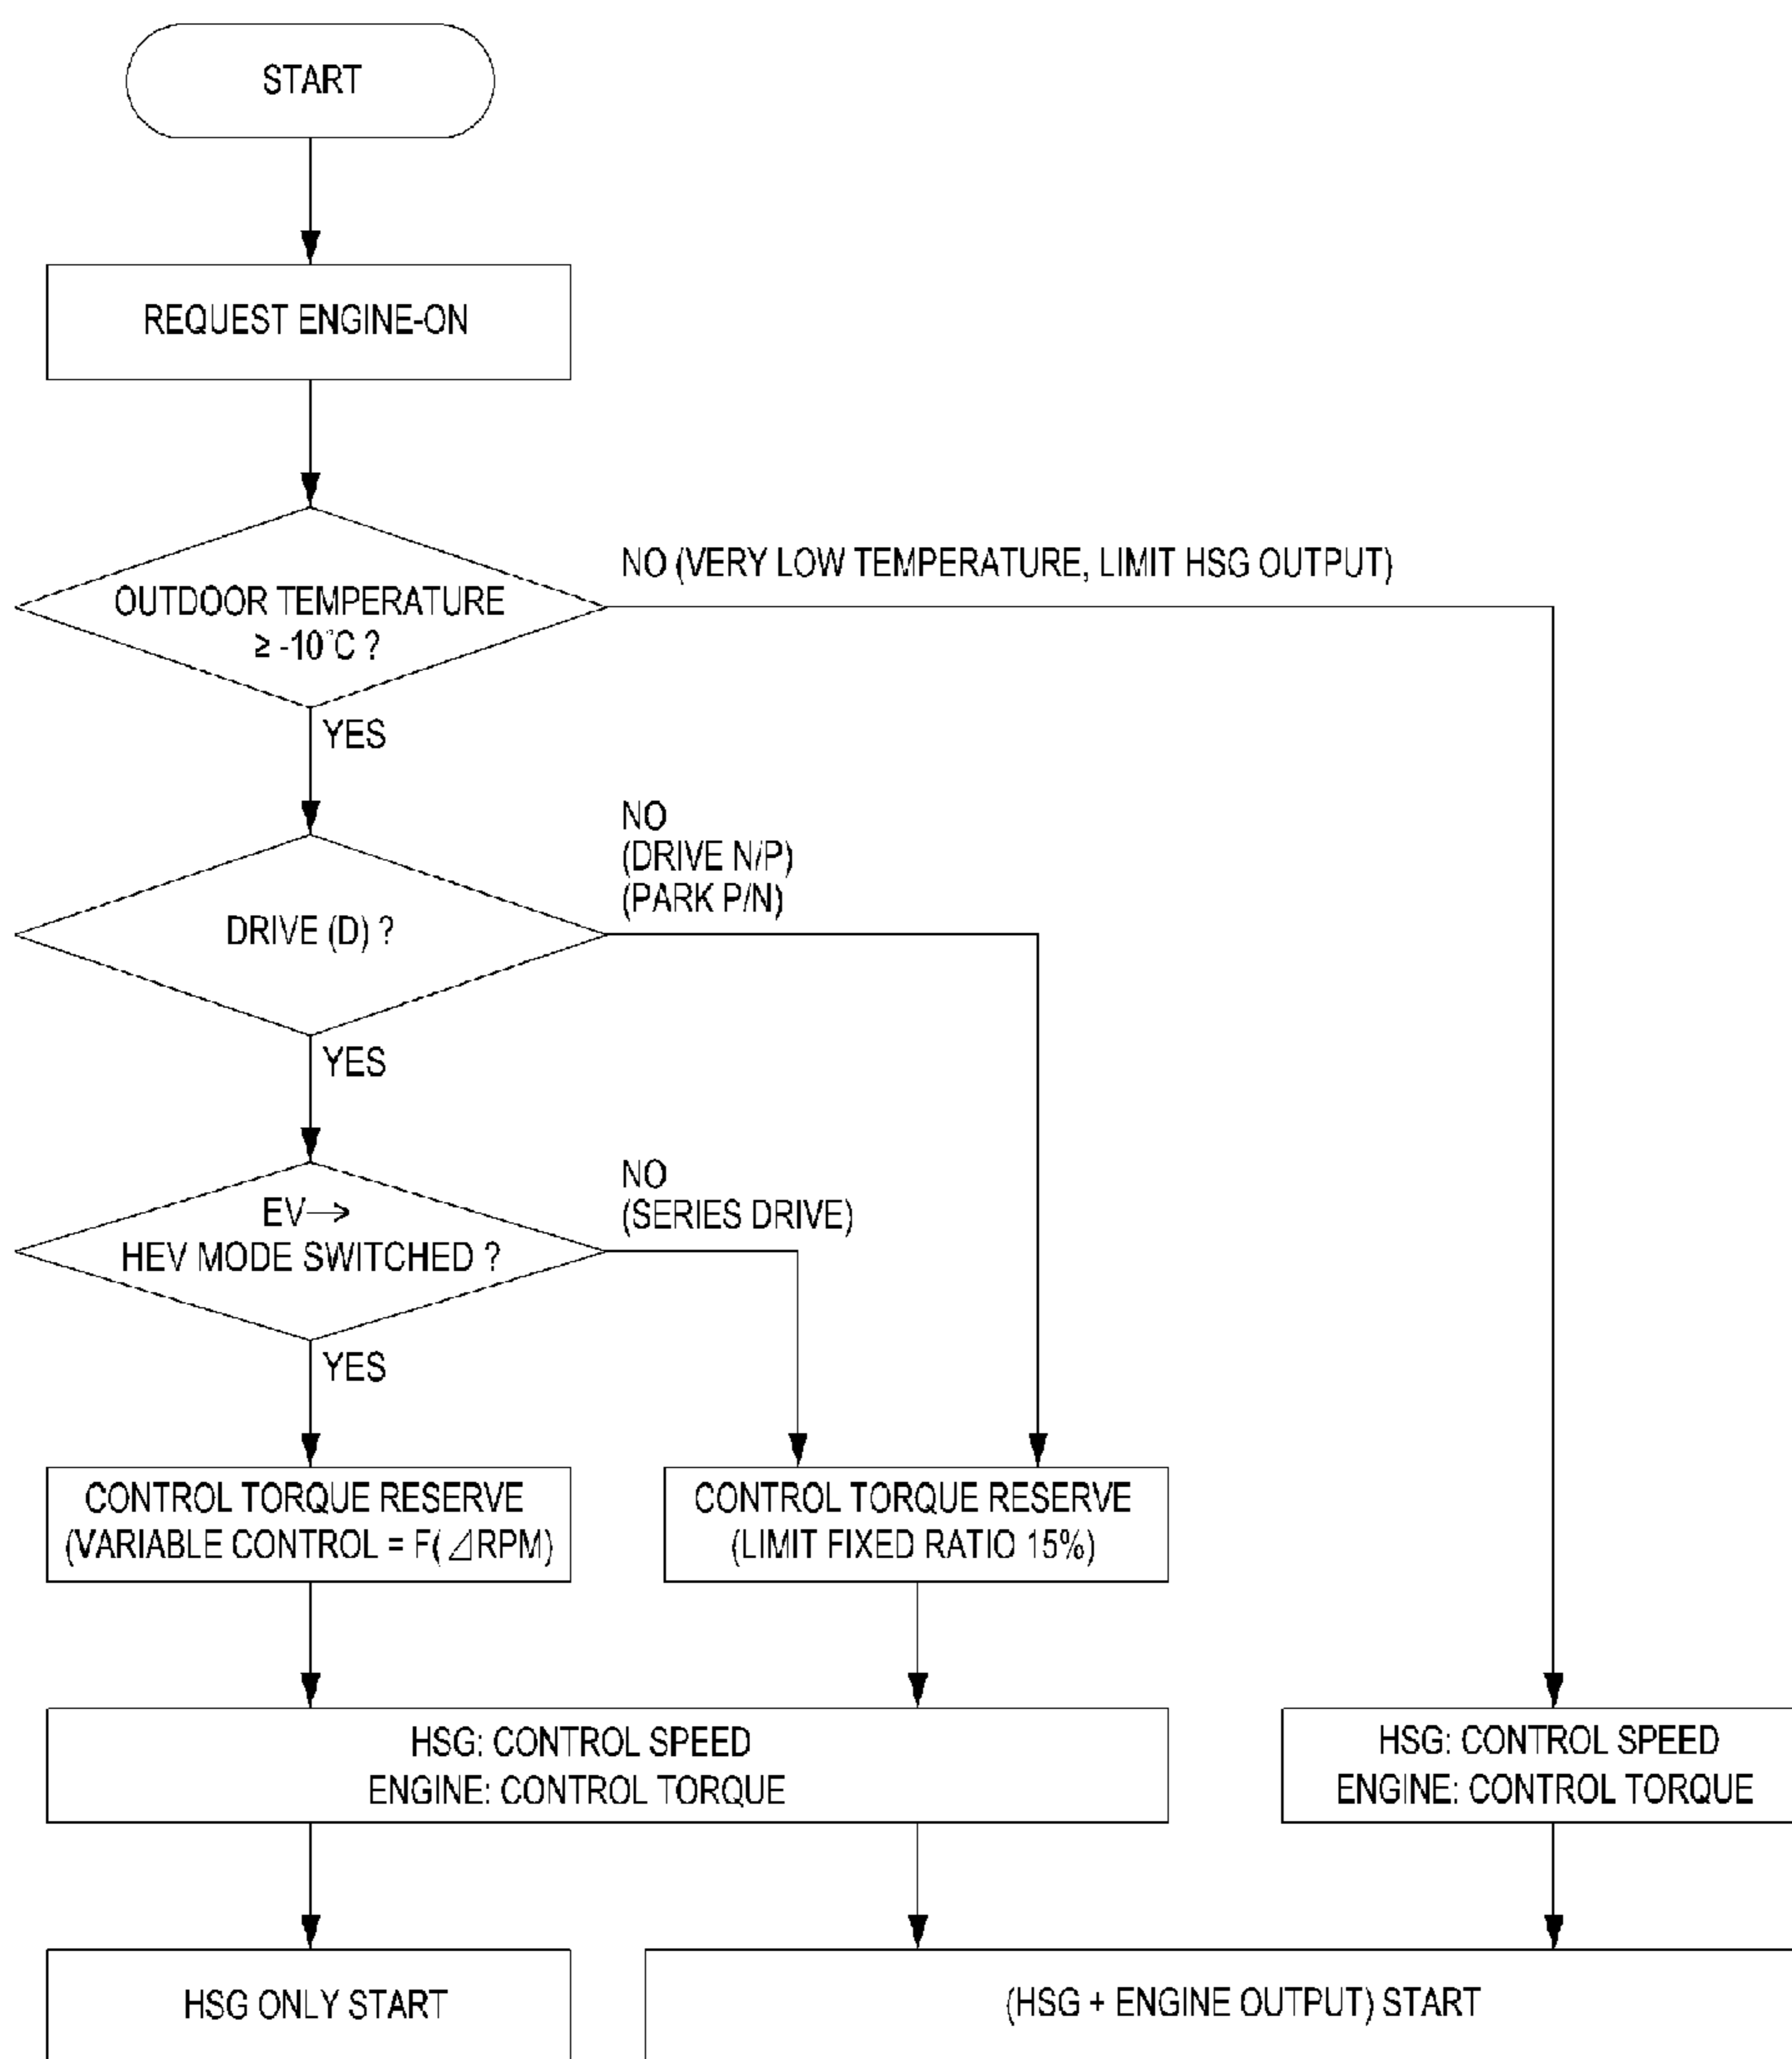 START
REQUEST ENGINE-ON
OUTDOOR TEMPERATURE
≥ -10°C ?
NO (VERY LOW TEMPERATURE, LIMIT HSG OUTPUT)
YES
DRIVE (D) ?
NO
(DRIVE N/P)
(PARK P/N)
YES
EV→
HEV MODE SWITCHED ?
NO
(SERIES DRIVE)
YES
CONTROL TORQUE RESERVE
(VARIABLE CONTROL = F(⊿RPM)
CONTROL TORQUE RESERVE
(LIMIT FIXED RATIO 15%)
HSG: CONTROL SPEED
ENGINE: CONTROL TORQUE
HSG: CONTROL SPEED
ENGINE: CONTROL TORQUE
HSG ONLY START
(HSG + ENGINE OUTPUT) START